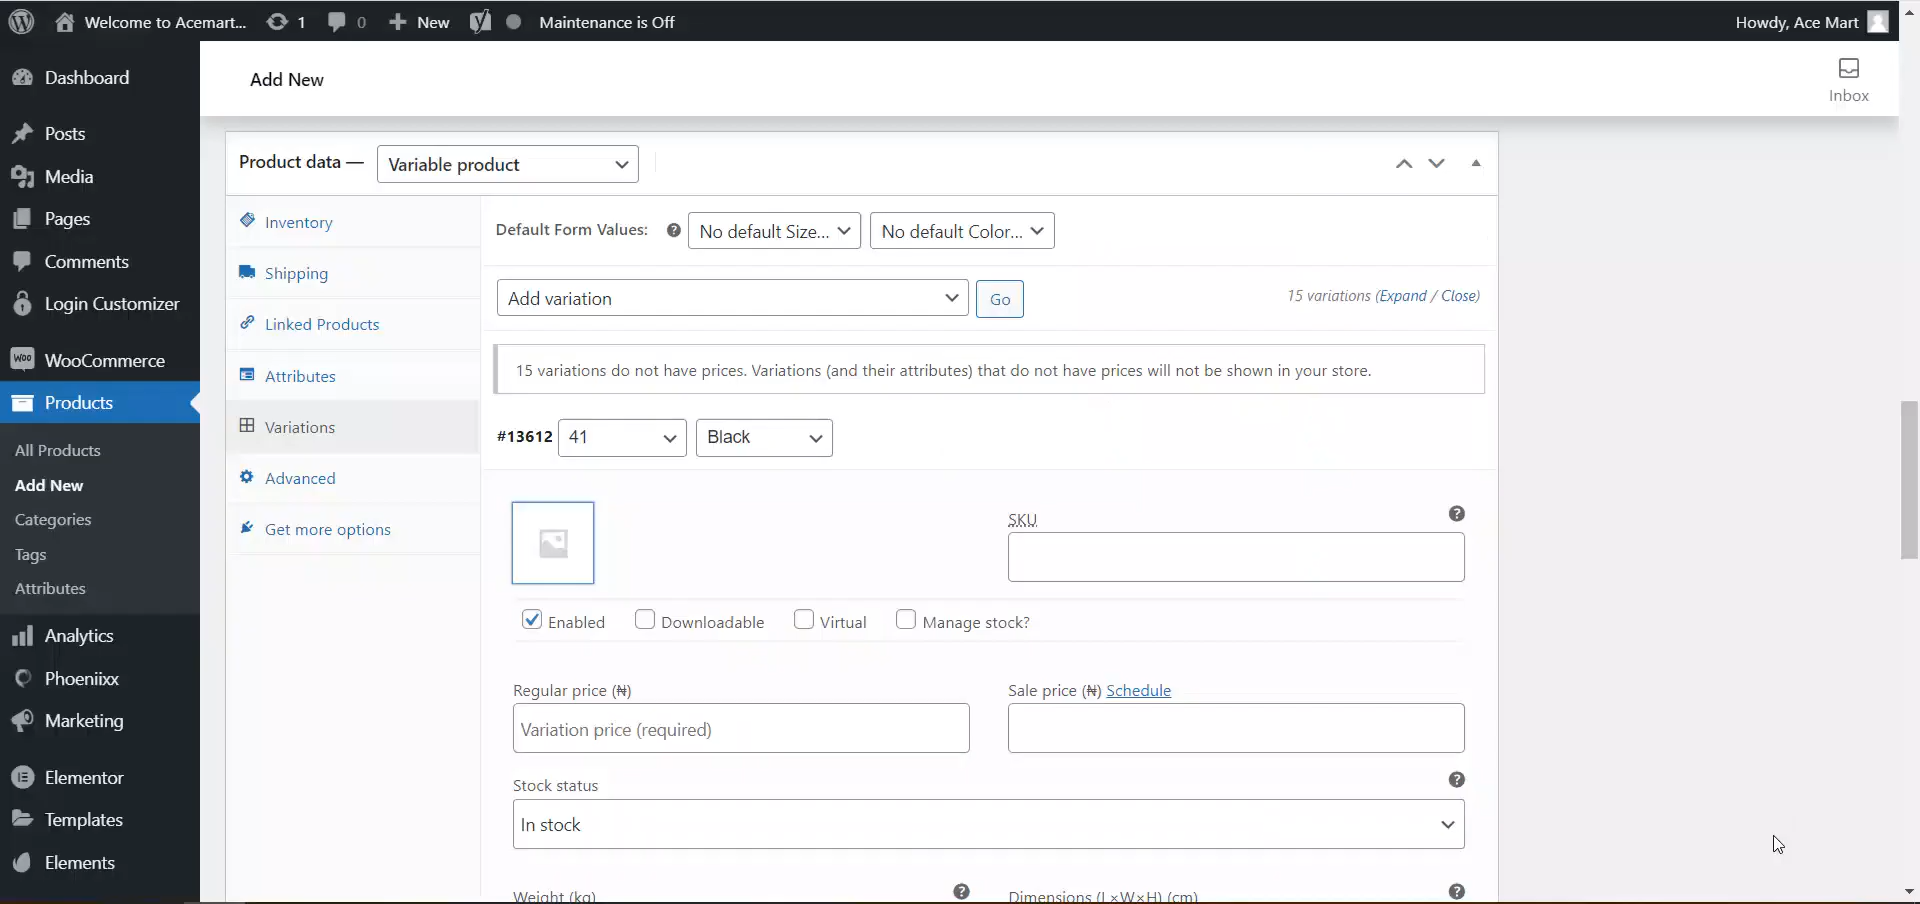 Welcome to Acemart... 1 0 New Maintenance is Off Howdy, Ace Mart
Add New
Inbox
Dashboard
Posts
Media
Pages
Comments
Login Customizer
WooCommerce
Products
All Products
Add New
Categories
Tags
Attributes
Analytics
Phoeniixx
Marketing
Elementor
Templates
Elements
Product data — Variable product
Inventory
Shipping
Linked Products
Attributes
Variations
Advanced
Get more options
Default Form Values: No default Size... No default Color...
Add variation Go 15 variations (Expand / Close)
15 variations do not have prices. Variations (and their attributes) that do not have prices will not be shown in your store.
#13612 41 Black
SKU
Enabled Downloadable Virtual Manage stock?
Regular price (₦) Sale price (₦) Schedule
Variation price (required)
Stock status
In stock
Weight (kg) Dimensions (L×W×H) (cm)